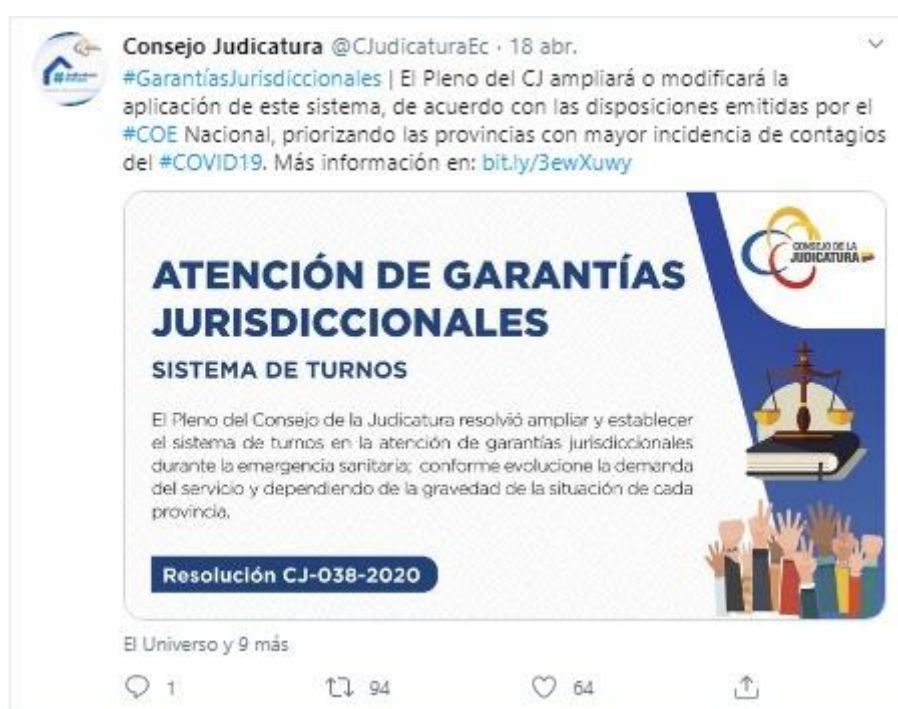 Consejo Judicatura @CJudicaturaEc · 18 abr.
#GarantíasJurisdiccionales | El Pleno del CJ ampliará o modificará la
aplicación de este sistema, de acuerdo con las disposiciones emitidas por el
#COE Nacional, priorizando las provincias con mayor incidencia de contagios
del #COVID19. Más información en: bit.ly/3ewXuwy
CONSEJO DE LA
JUDICATURA
ATENCIÓN DE GARANTÍAS
JURISDICCIONALES
SISTEMA DE TURNOS
El Pleno del Consejo de la Judicatura resolvió ampliar y establecer
el sistema de turnos en la atención de garantías jurisdiccionales
durante la emergencia sanitaria; conforme evolucione la demanda
del servicio y dependiendo de la gravedad de la situación de cada
provincia.
Resolución CJ-038-2020
El Universo y 9 más
1 94 64